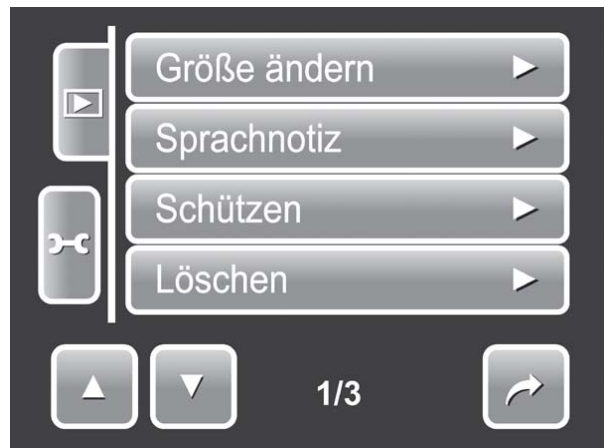 Größe ändern
Sprachnotiz
Schützen
Löschen
1/3